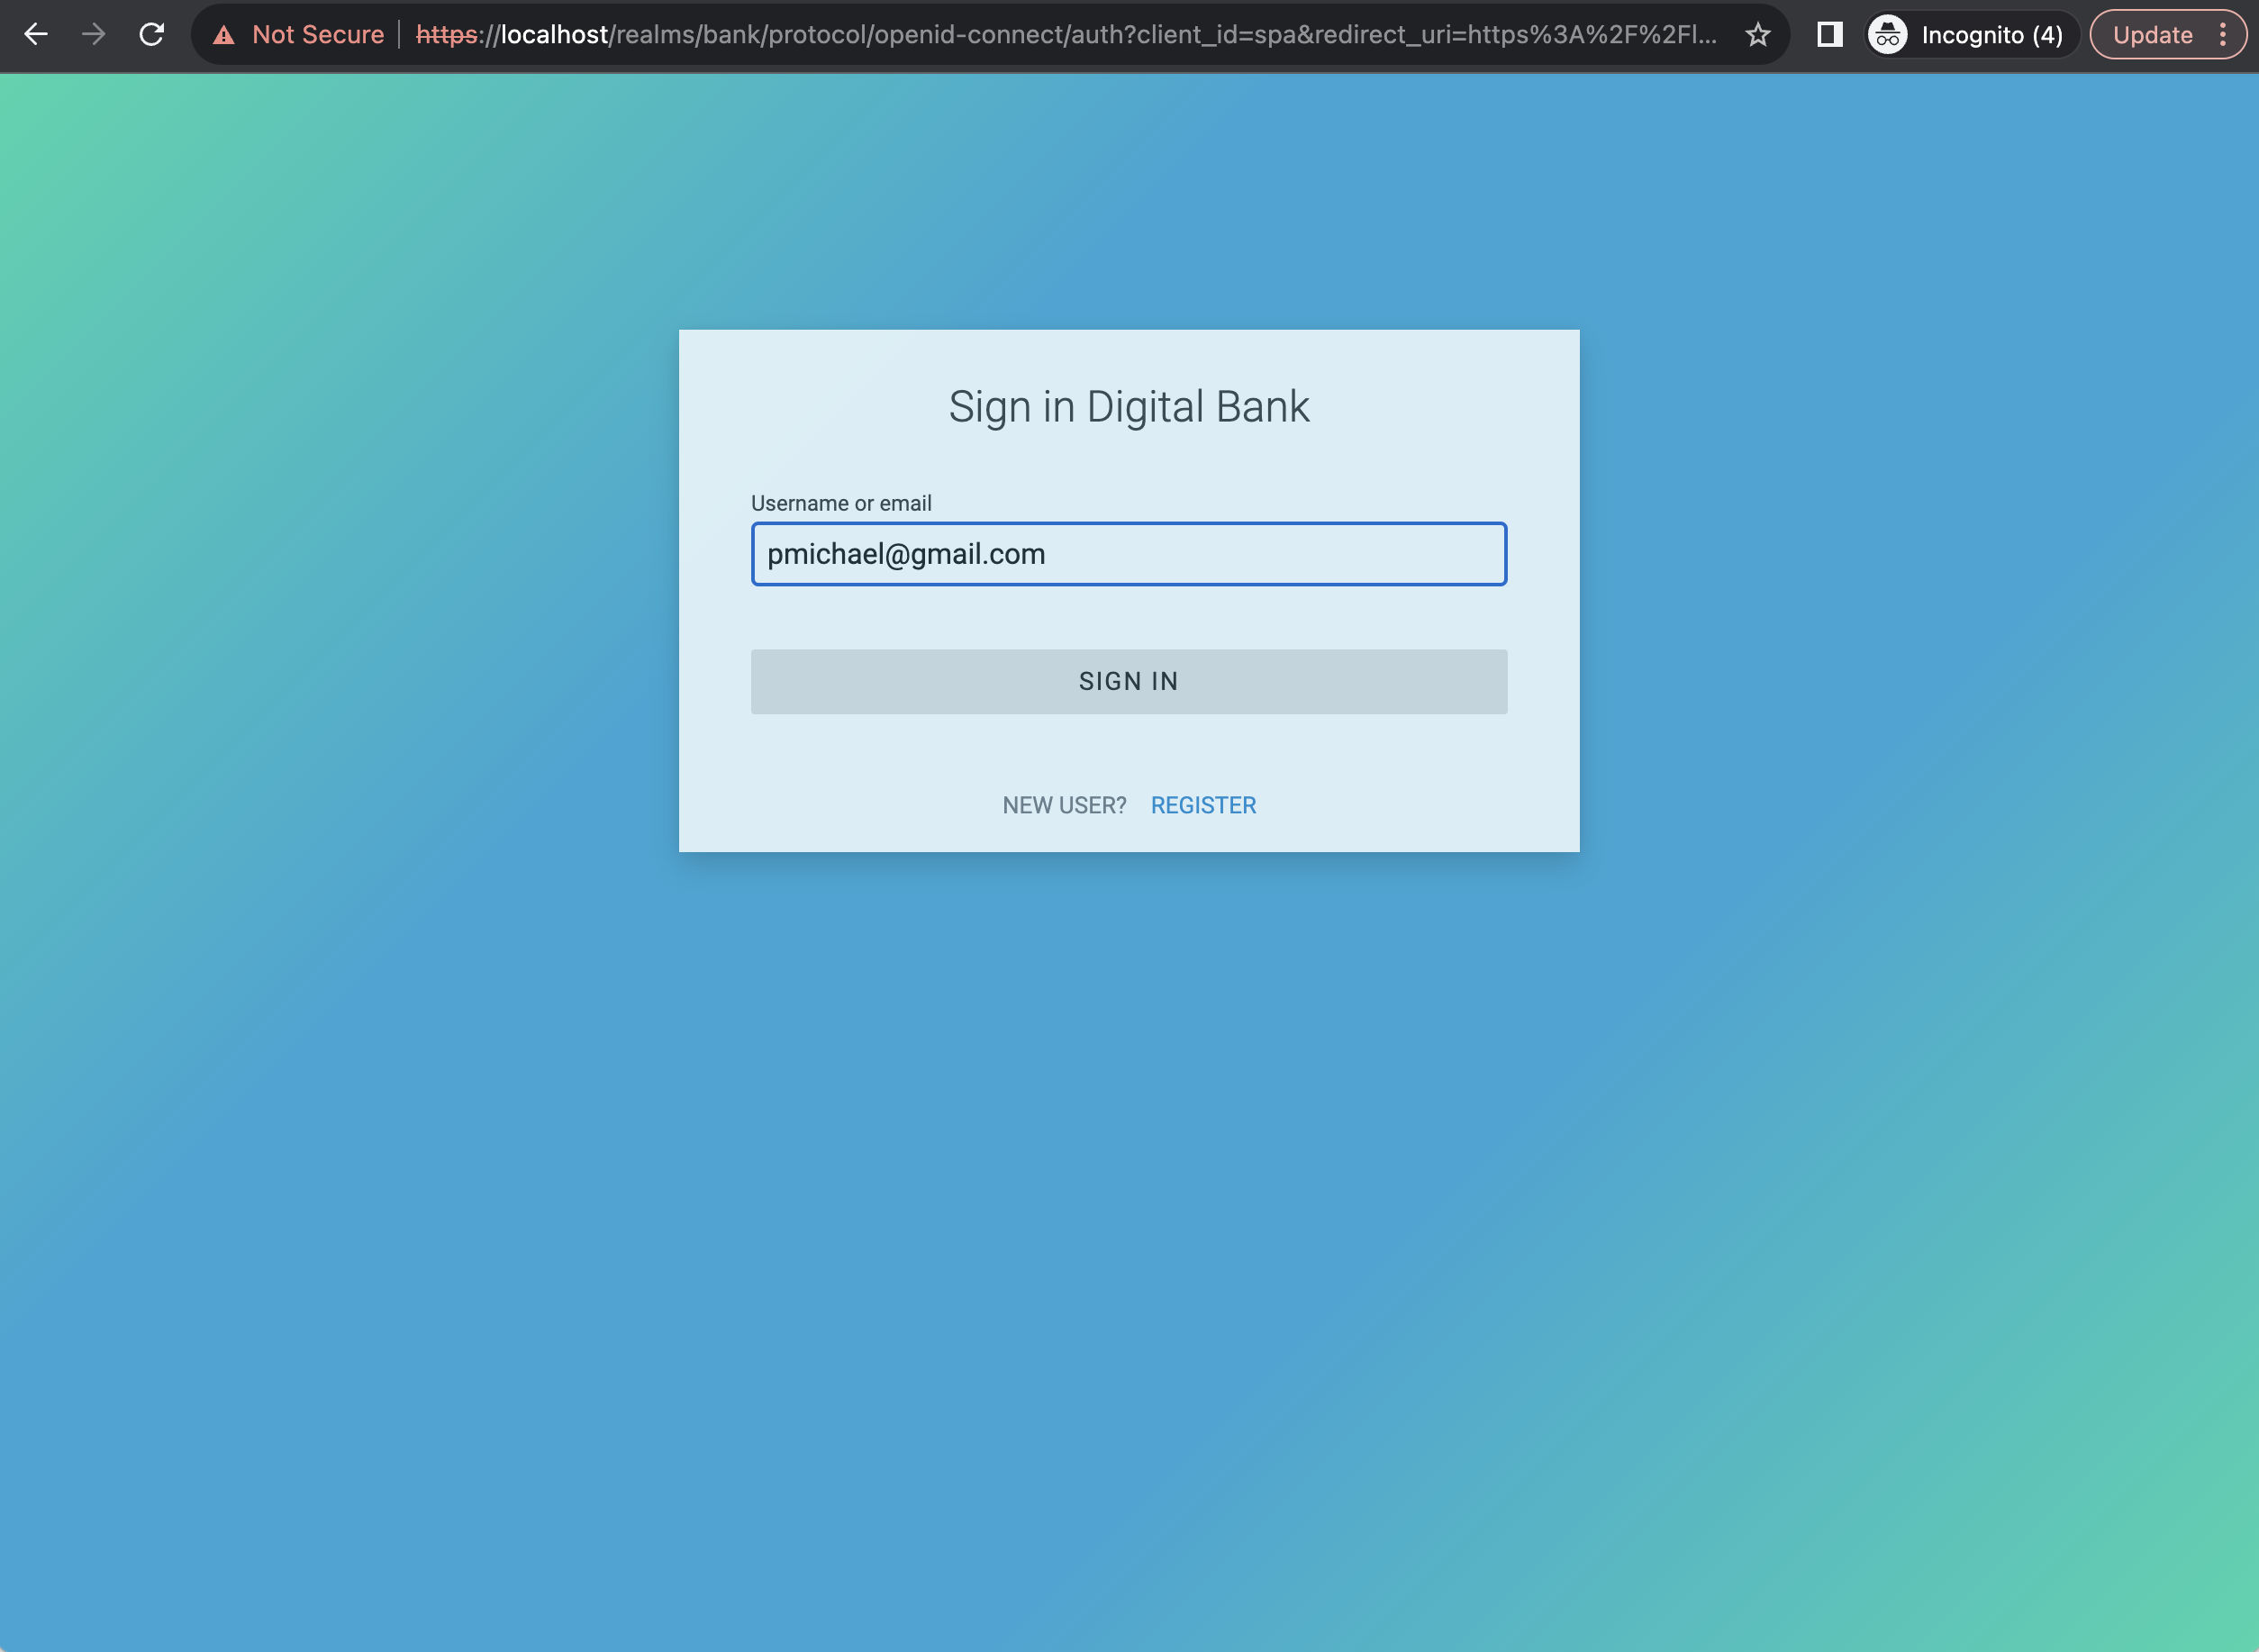 Not Secure https://localhost/realms/bank/protocol/openid-connect/auth?client_id=spa&redirect_uri=https%3A%2F%2Fl... Incognito (4) Update
Sign in Digital Bank
Username or email
pmichael@gmail.com
SIGN IN
NEW USER? REGISTER